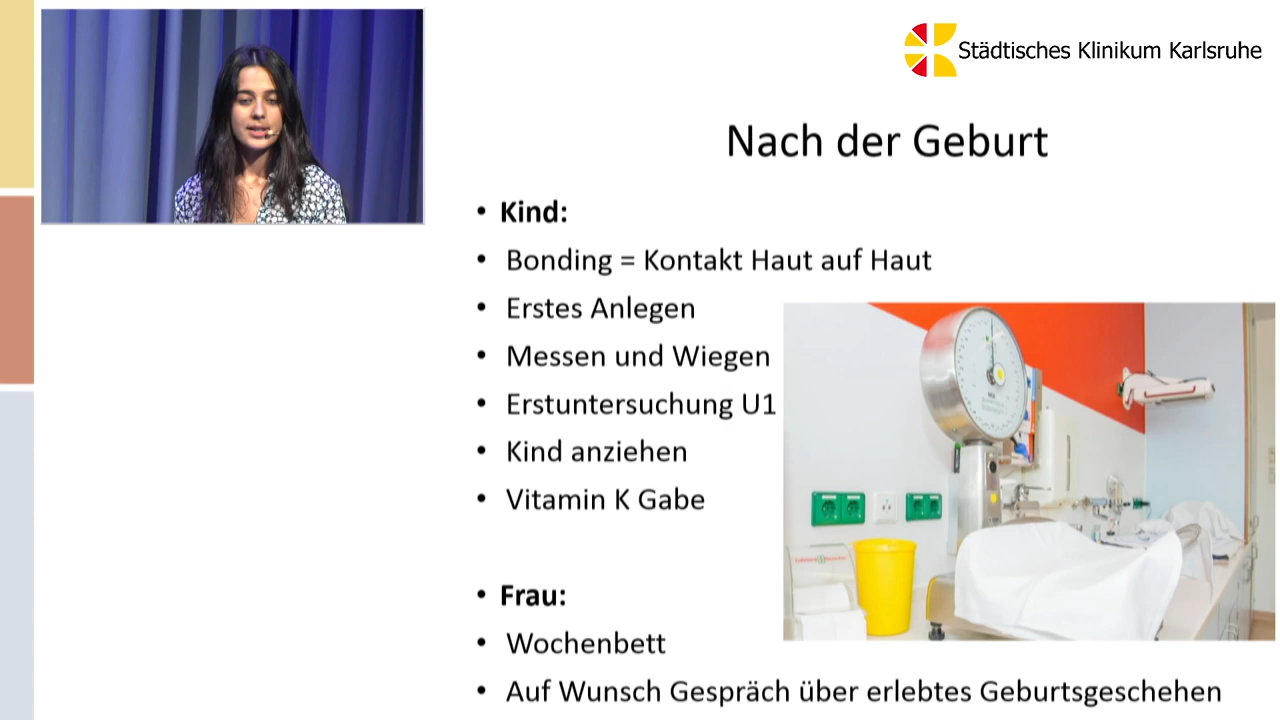 Städtisches Klinikum Karlsruhe
Nach der Geburt
• Kind:
• Bonding = Kontakt Haut auf Haut
• Erstes Anlegen
• Messen und Wiegen
• Erstuntersuchung U1
• Kind anziehen
• Vitamin K Gabe
• Frau:
• Wochenbett
• Auf Wunsch Gespräch über erlebtes Geburtsgeschehen